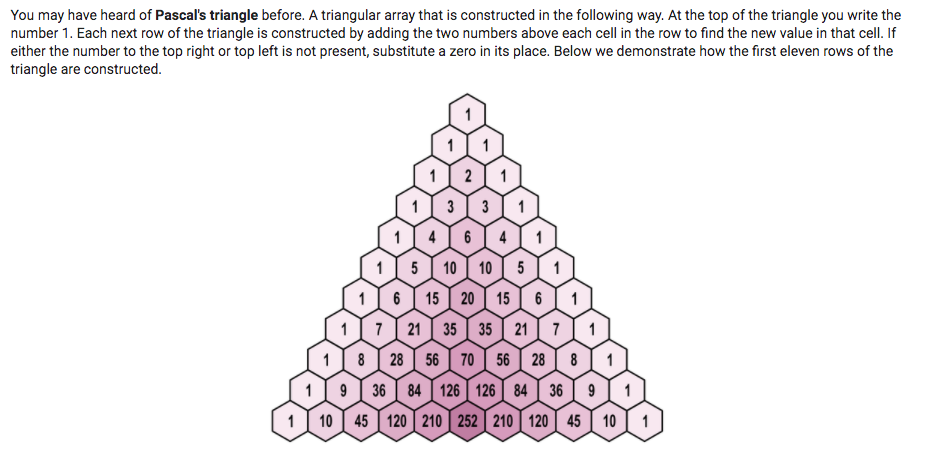 You may have heard of Pascal's triangle before. A triangular array that is constructed in the following way. At the top of the triangle you write the
number 1. Each next row of the triangle is constructed by adding the two numbers above each cell in the row to find the new value in that cell. If
either the number to the top right or top left is not present, substitute a zero in its place. Below we demonstrate how the first eleven rows of the
triangle are constructed.
1
1 1
1 2 1
1 3 3 1
1 4 6 4 1
1 5 10 10 5 1
1 6 15 20 15 6 1
1 7 21 35 35 21 7 1
1 8 28 56 70 56 28 8 1
1 9 36 84 126 126 84 36 9 1
1 10 45 120 210 252 210 120 45 10 1